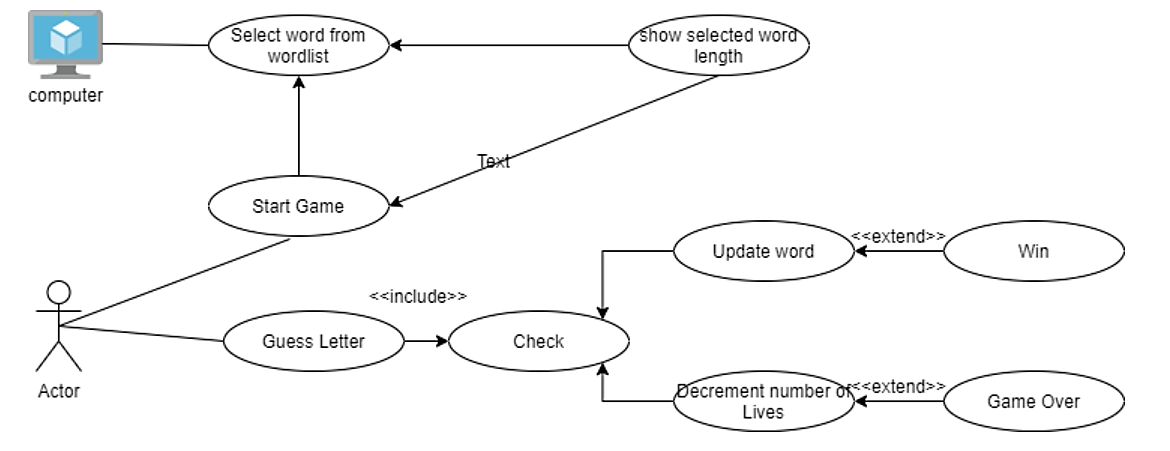 Select word from
wordlist
show selected word
length
computer
Text
Start Game
<<extend>>
Update word
Win
<<include>>
Guess Letter
Check
Actor
Decrement number of
Lives
<<extend>>
Game Over